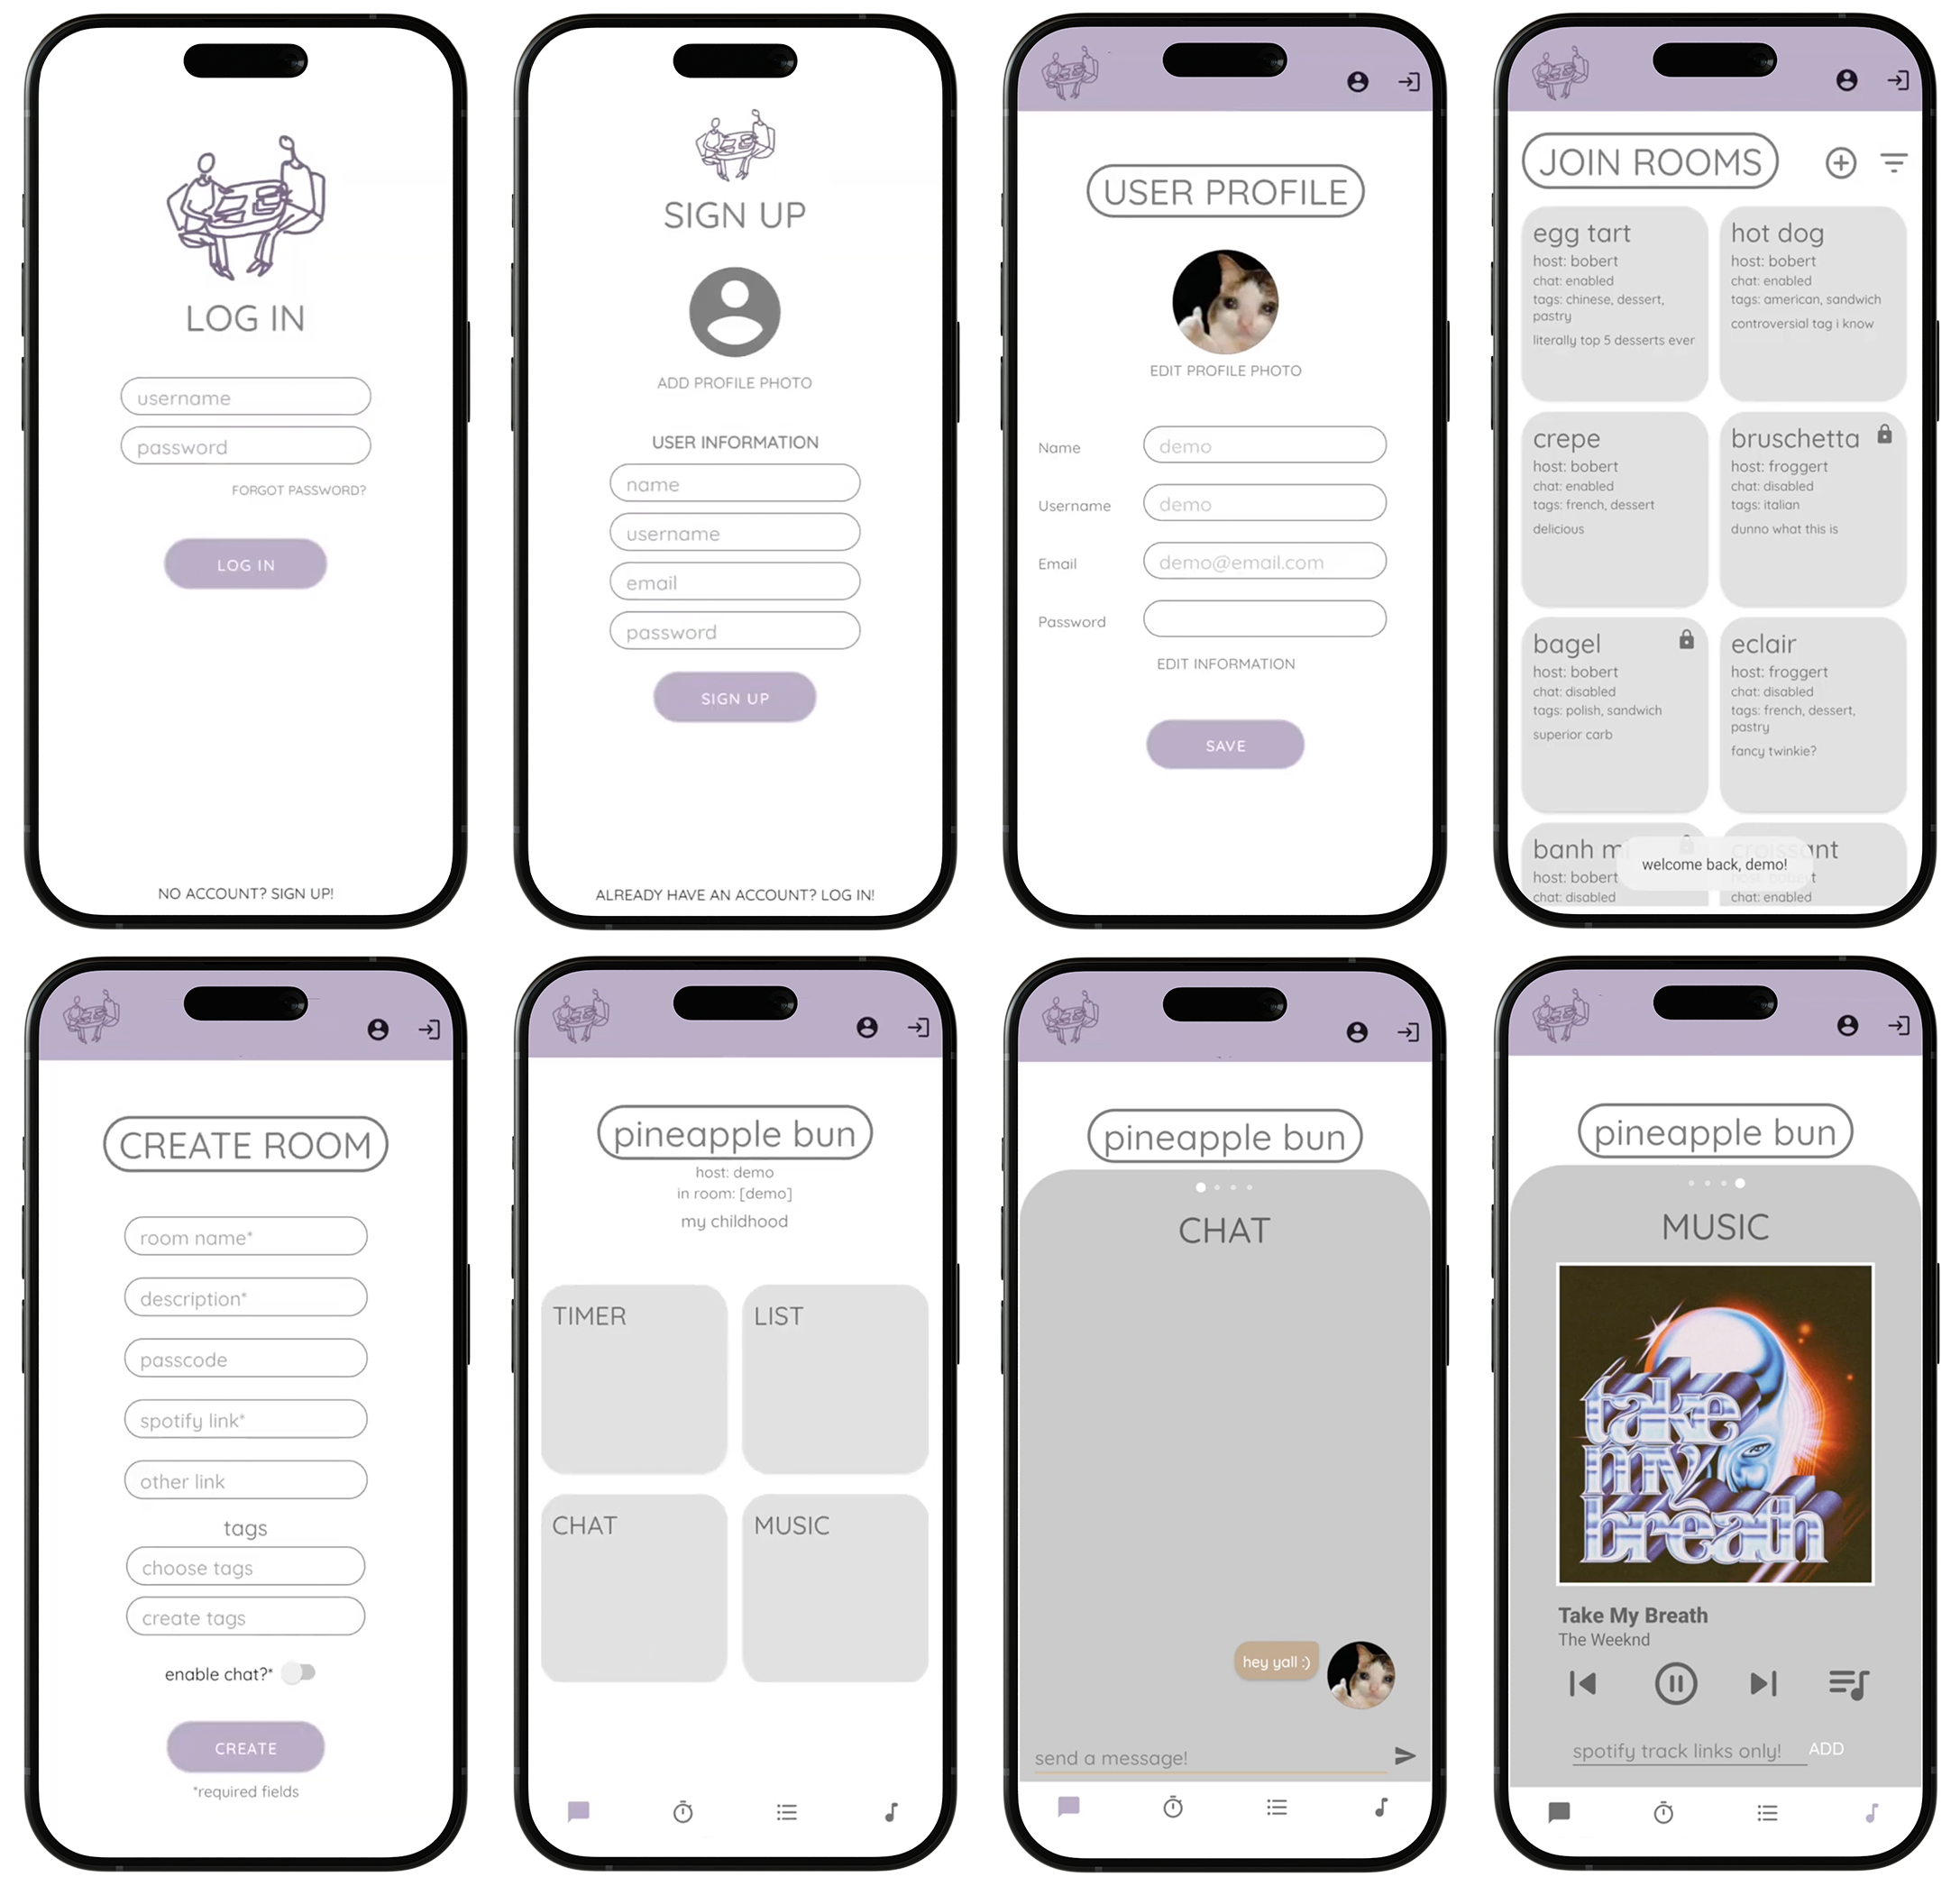 LOG IN
username
password
FORGOT PASSWORD?
LOG IN
NO ACCOUNT? SIGN UP!
SIGN UP
ADD PROFILE PHOTO
USER INFORMATION
name
username
email
password
SIGN UP
ALREADY HAVE AN ACCOUNT? LOG IN!
USER PROFILE
EDIT PROFILE PHOTO
Name
demo
Username
demo
Email
demo@email.com
Password
EDIT INFORMATION
SAVE
JOIN ROOMS
egg tart
host: bobert
chat: enabled
tags: chinese, dessert,
pastry
literally top 5 desserts ever
hot dog
host: bobert
chat: enabled
tags: american, sandwich
controversial tag i know
crepe
host: bobert
chat: enabled
tags: french, dessert
delicious
bruschetta
host: froggert
chat: disabled
tags: italian
dunno what this is
bagel
host: bobert
chat: disabled
tags: polish, sandwich
superior carb
eclair
host: froggert
chat: disabled
tags: french, dessert,
pastry
fancy twinkie?
banh mi
host: bobert
chat: disabled
croissant
host: bobert
chat: enabled
welcome back, demo!
CREATE ROOM
room name*
description*
passcode
spotify link*
other link
tags
choose tags
create tags
enable chat?*
CREATE
*required fields
pineapple bun
host: demo
in room: [demo]
my childhood
TIMER
LIST
CHAT
MUSIC
pineapple bun
CHAT
hey yall :)
send a message!
pineapple bun
MUSIC
take
my
breath
Take My Breath
The Weeknd
spotify track links only!
ADD